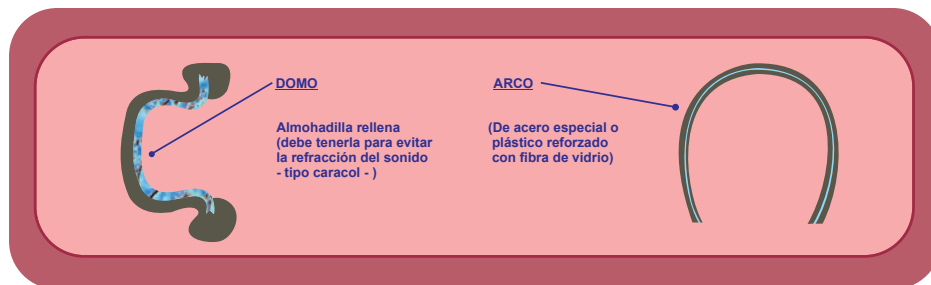 DOMO
Almohadilla rellena
(debe tenerla para evitar
la refracción del sonido
- tipo caracol - )
ARCO
(De acero especial o
plástico reforzado
con fibra de vidrio)